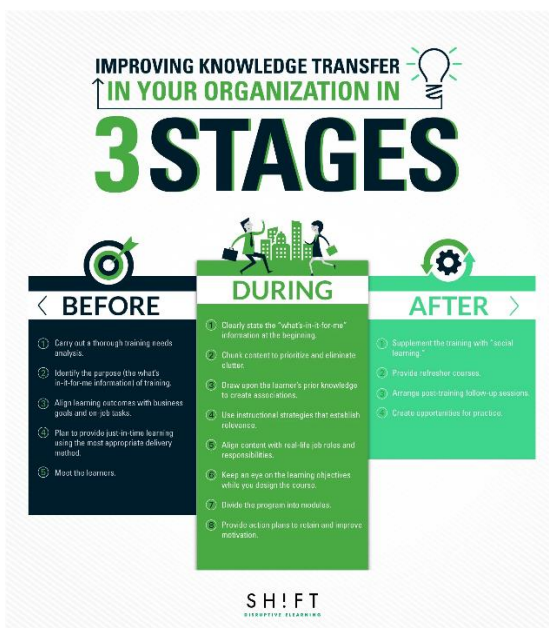 IMPROVING KNOWLEDGE TRANSFER
IN YOUR ORGANIZATION IN
3 STAGES
BEFORE
1 Carry out a thorough training needs
analysis.
2 Identify the purpose (the what's
in-it-for-me information) of training.
3 Align learning outcomes with business
goals and on-job tasks.
4 Plan to provide just-in-time learning
using the most appropriate delivery
method.
5 Meet the learners.
DURING
1 Clearly state the "what's-in-it-for-me"
information at the beginning.
2 Chunk content to prioritize and eliminate
clutter.
3 Draw upon the learner's prior knowledge
to create associations.
4 Use instructional strategies that establish
relevance.
5 Align content with real-life job roles and
responsibilities.
6 Keep an eye on the learning objectives
while you design the course.
7 Divide the program into modules.
8 Provide action plans to retain and improve
motivation.
AFTER
1 Supplement the training with "social
learning."
2 Provide refresher courses.
3 Arrange post-training follow-up sessions.
4 Create opportunities for practice.
SH!FT
DISRUPTIVE ELEARNING